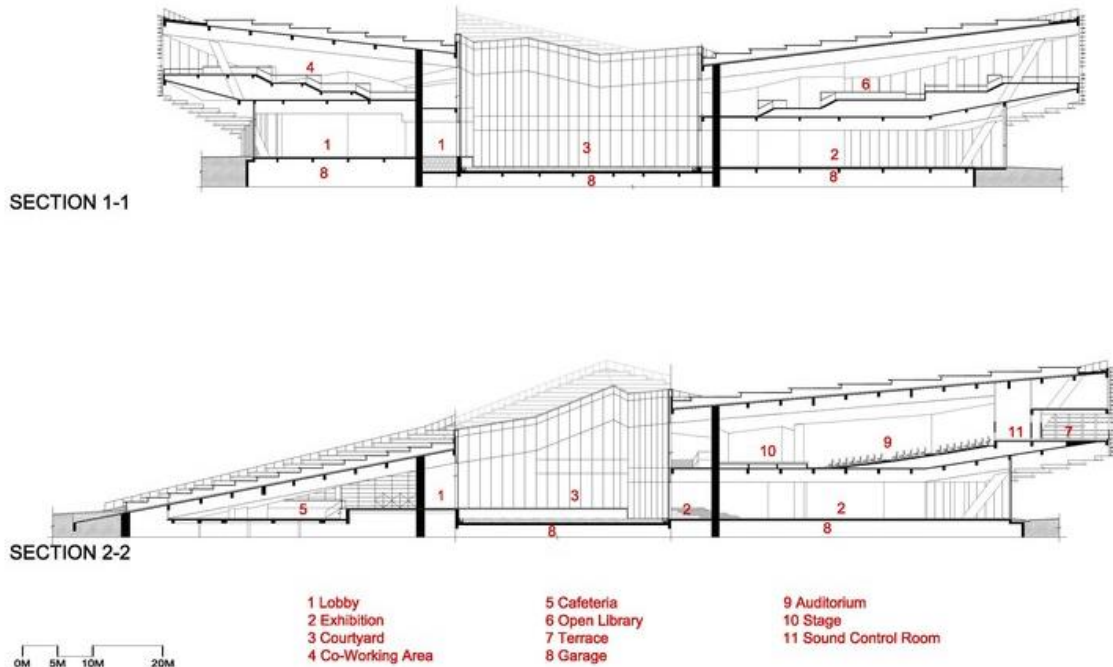 4
6
1
1
3
2
8
8
8
SECTION 1-1
10
9
11
7
5
1
3
2
2
8
8
SECTION 2-2
1 Lobby
2 Exhibition
3 Courtyard
4 Co-Working Area
5 Cafeteria
6 Open Library
7 Terrace
8 Garage
9 Auditorium
10 Stage
11 Sound Control Room
0M 5M 10M 20M